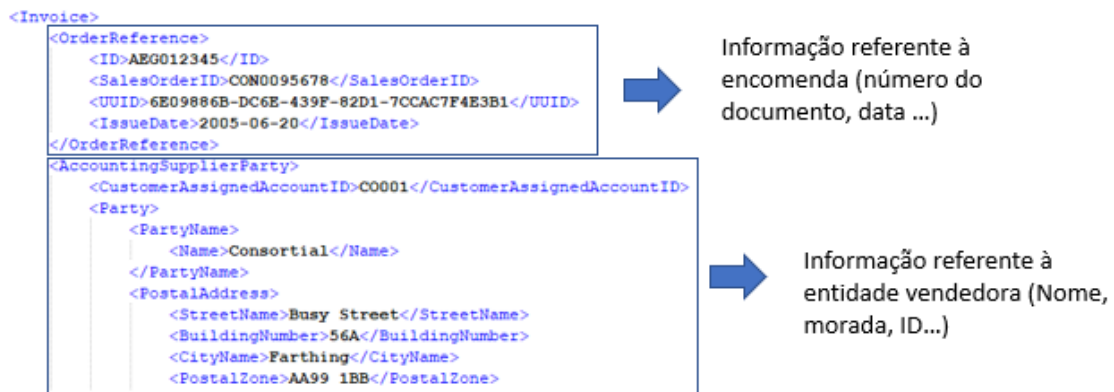 <Invoice>
<OrderReference>
<ID>AEG012345</ID>
<SalesOrderID>CON0095678</SalesOrderID>
<UUID>6E09886B-DC6E-439F-82D1-7CCAC7F4E3B1</UUID>
<IssueDate>2005-06-20</IssueDate>
</OrderReference>
Informação referente à
encomenda (número do
documento, data ...)
<AccountingSupplierParty>
<CustomerAssignedAccountID>CO001</CustomerAssignedAccountID>
<Party>
<PartyName>
<Name>Consortial</Name>
</PartyName>
<PostalAddress>
<StreetName>Busy Street</StreetName>
<BuildingNumber>56A</BuildingNumber>
<CityName>Farthing</CityName>
<PostalZone>AA99 1BB</PostalZone>
Informação referente à
entidade vendedora (Nome,
morada, ID...)